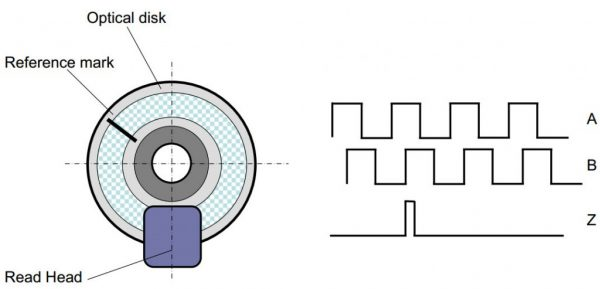 Optical disk
Reference mark
Read Head
A
B
Z